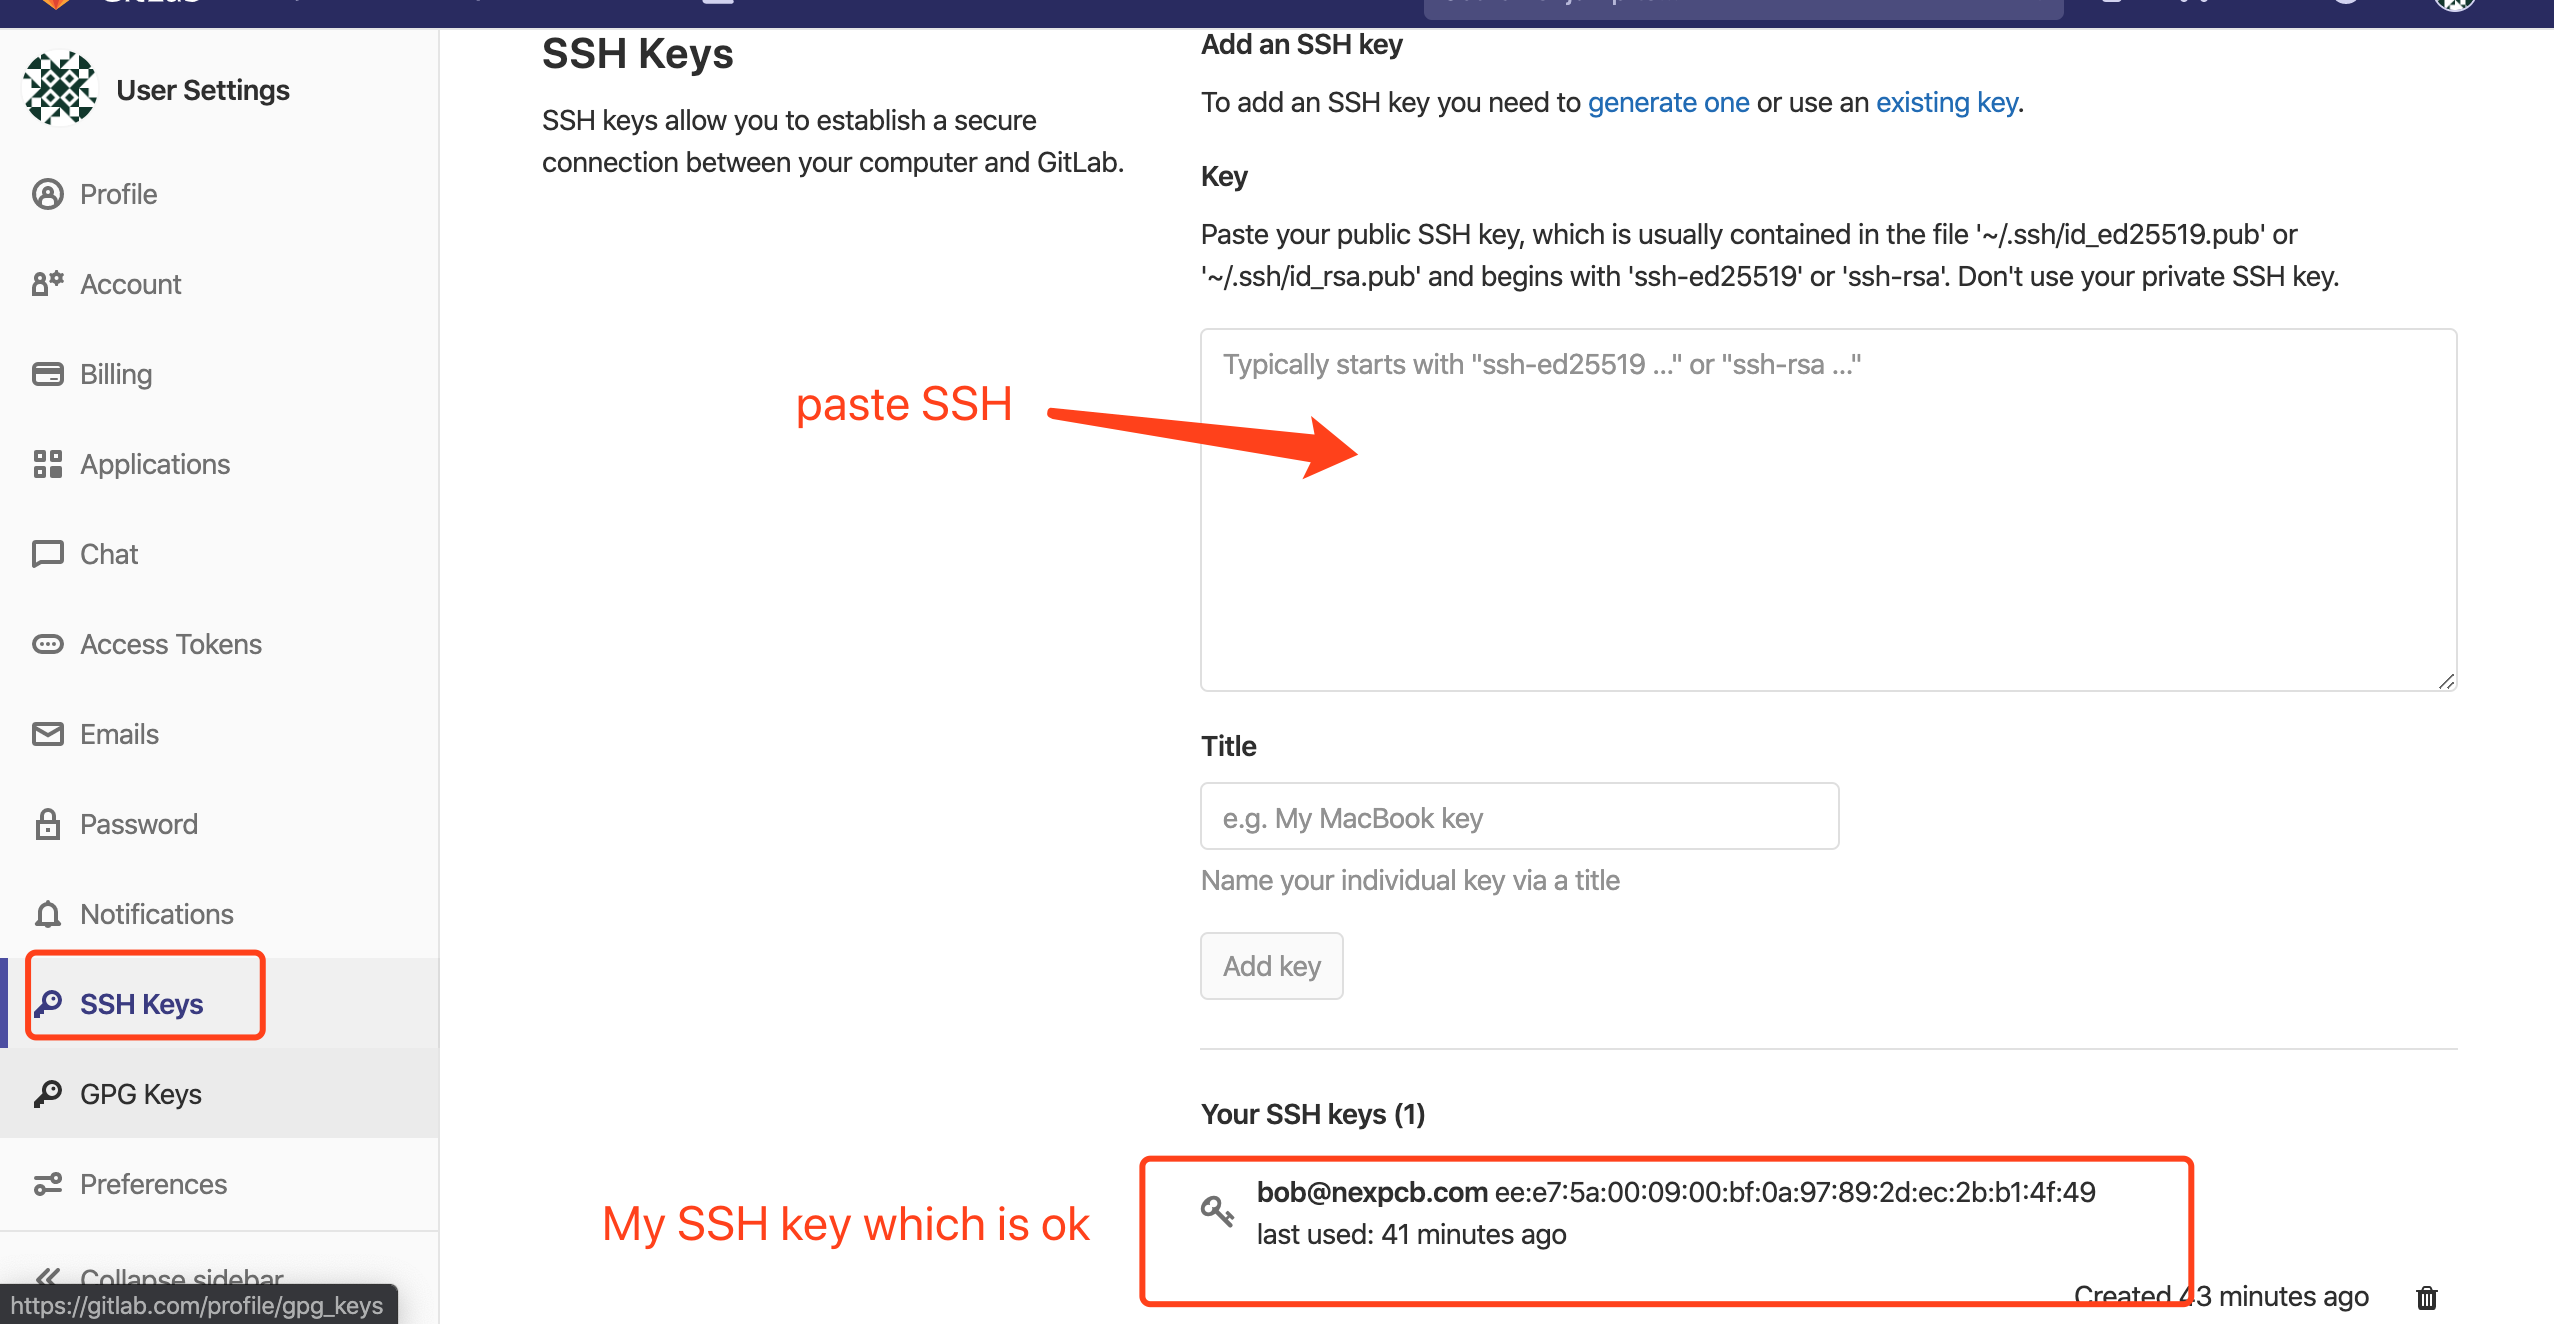 User Settings
Profile
Account
Billing
Applications
Chat
Access Tokens
Emails
Password
Notifications
SSH Keys
GPG Keys
Preferences
Collapse sidebar
https://gitlab.com/profile/gpg_keys
SSH Keys
SSH keys allow you to establish a secure
connection between your computer and GitLab.
paste SSH
My SSH key which is ok
Add an SSH key
To add an SSH key you need to generate one or use an existing key.
Key
Paste your public SSH key, which is usually contained in the file '~/.ssh/id_ed25519.pub' or
'~/.ssh/id_rsa.pub' and begins with 'ssh-ed25519' or 'ssh-rsa'. Don't use your private SSH key.
Typically starts with "ssh-ed25519 ..." or "ssh-rsa ..."
Title
e.g. My MacBook key
Name your individual key via a title
Add key
Your SSH keys (1)
bob@nexpcb.com ee:e7:5a:00:09:00:bf:0a:97:89:2d:ec:2b:b1:4f:49
last used: 41 minutes ago
Created 43 minutes ago